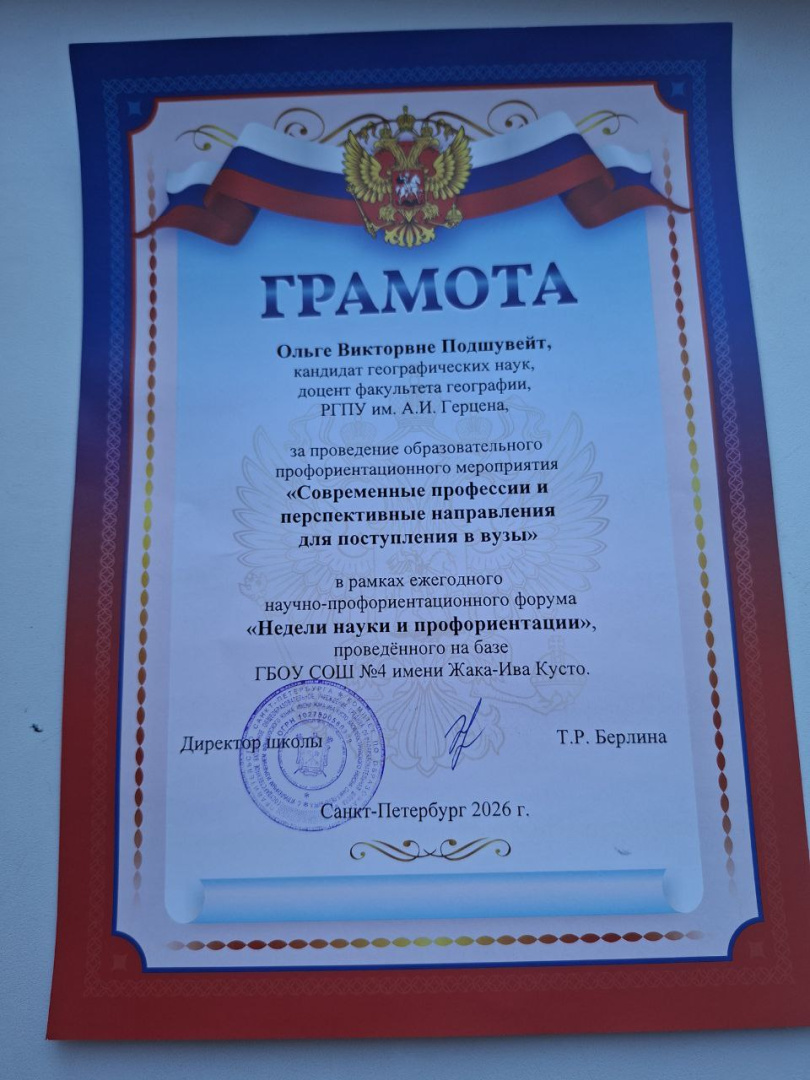 ГРАМОТА
Ольге Викторвне Подшувейт,
кандидат географических наук,
доцент факультета географии,
РГПУ им. А.И. Герцена,
за проведение образовательного
профориентационного мероприятия
«Современные профессии и
перспективные направления
для поступления в вузы»
в рамках ежегодного
научно-профориентационного форума
«Недели науки и профориентации»,
проведённого на базе
ГБОУ СОШ №4 имени Жака-Ива Кусто.
Директор школы
Т.Р. Берлина
Санкт-Петербург 2026 г.